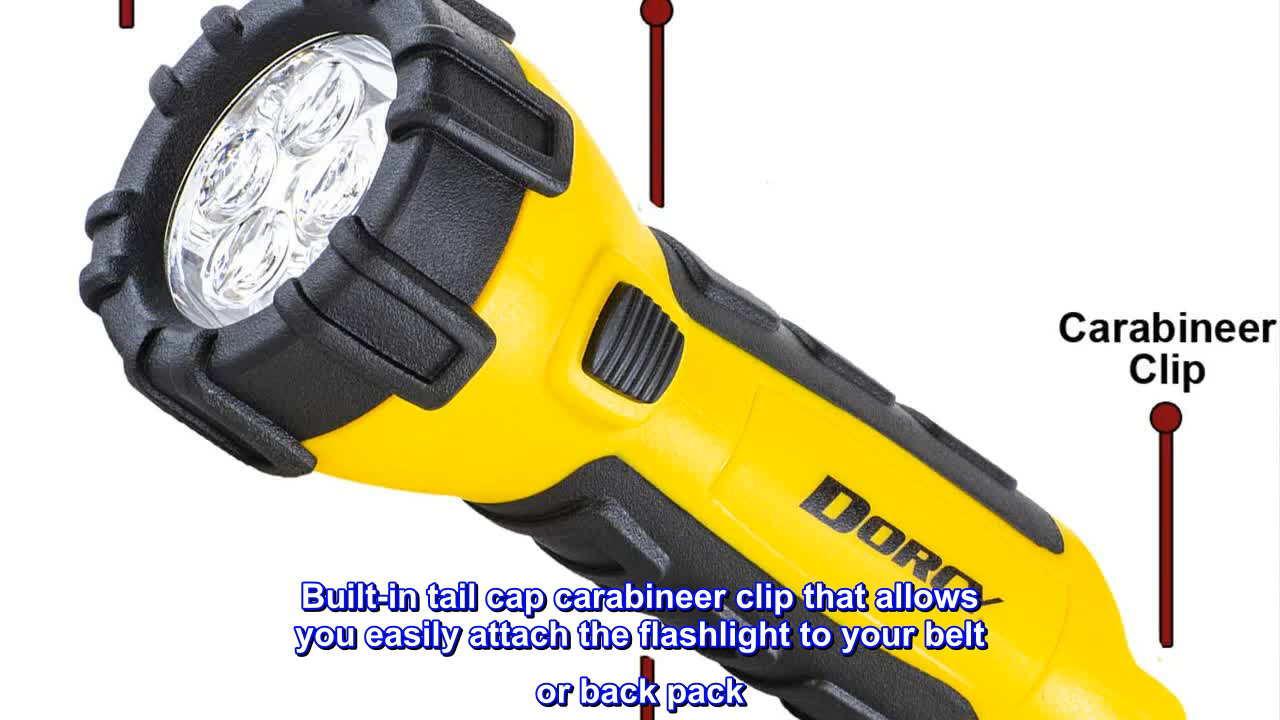 Carabineer
Clip
DORCY
Built-in tail cap carabineer clip that allows
you easily attach the flashlight to your belt
or back pack